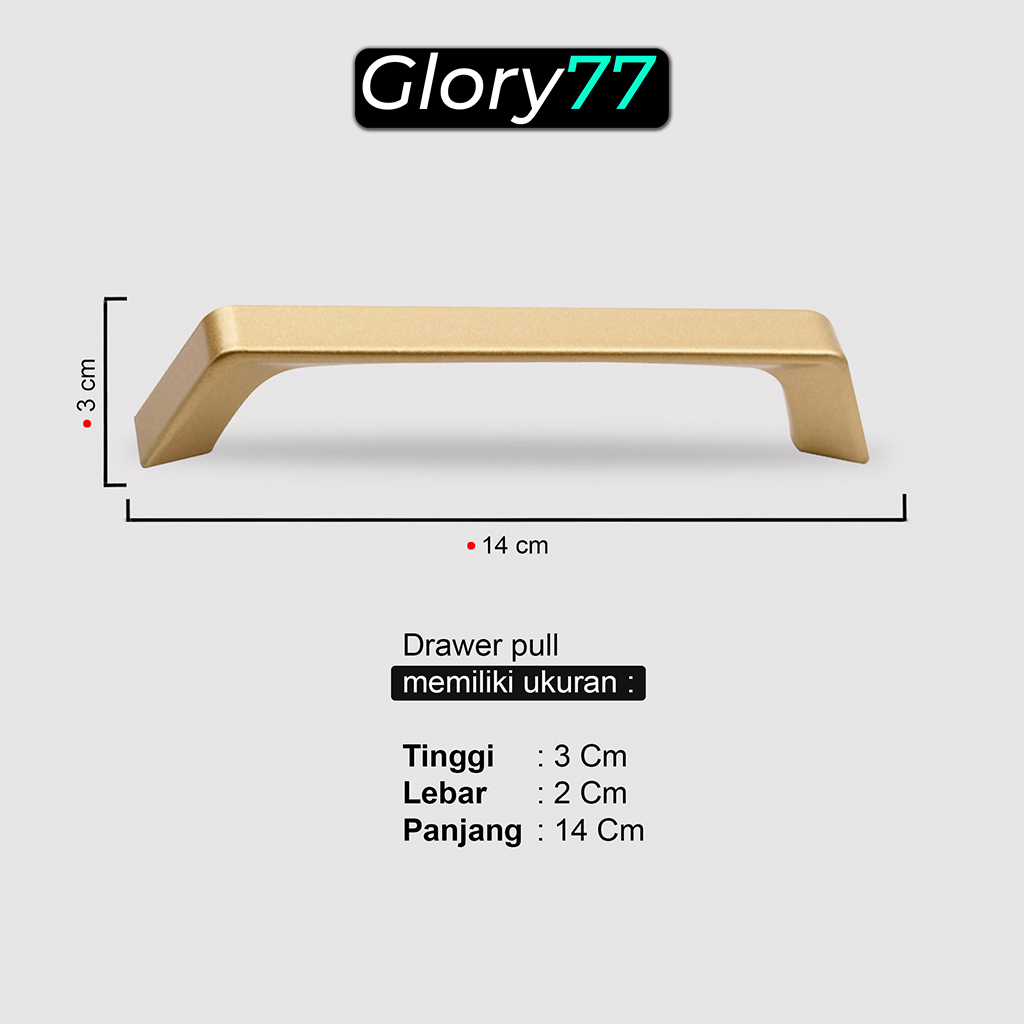 Glory77
• 3 cm
• 14 cm
Drawer pull
memiliki ukuran :
Tinggi : 3 Cm
Lebar : 2 Cm
Panjang : 14 Cm